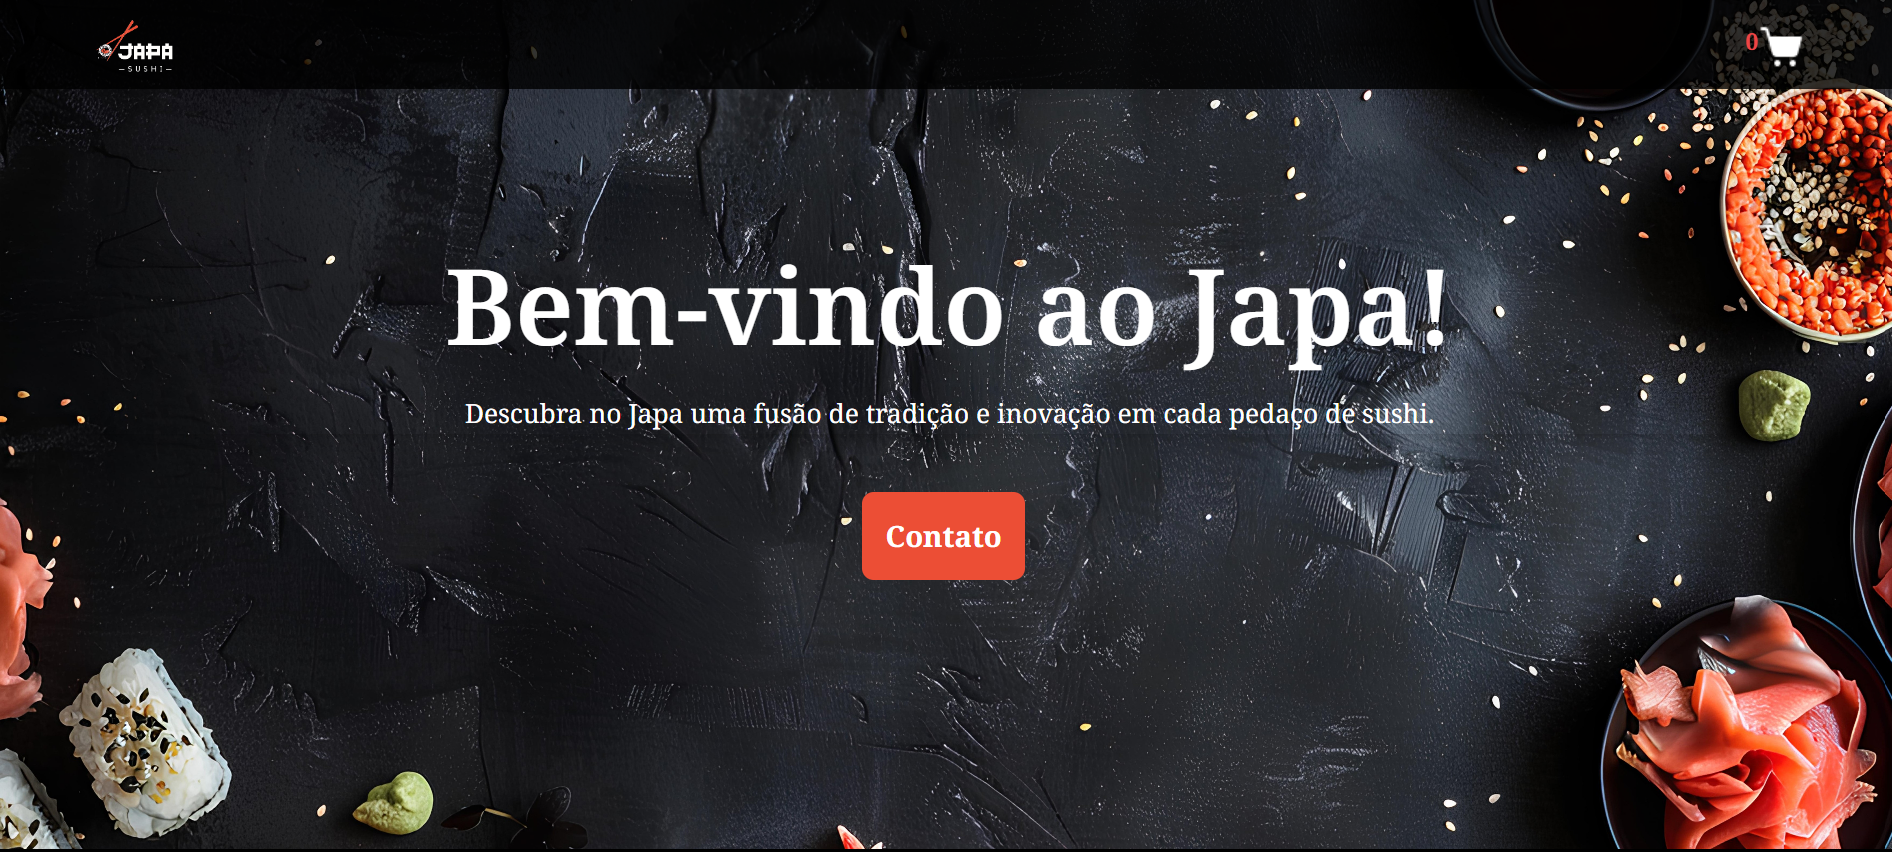 JAPA
SUSHI
0
Bem-vindo ao Japa!
Descubra no Japa uma fusão de tradição e inovação em cada pedaço de sushi.
Contato